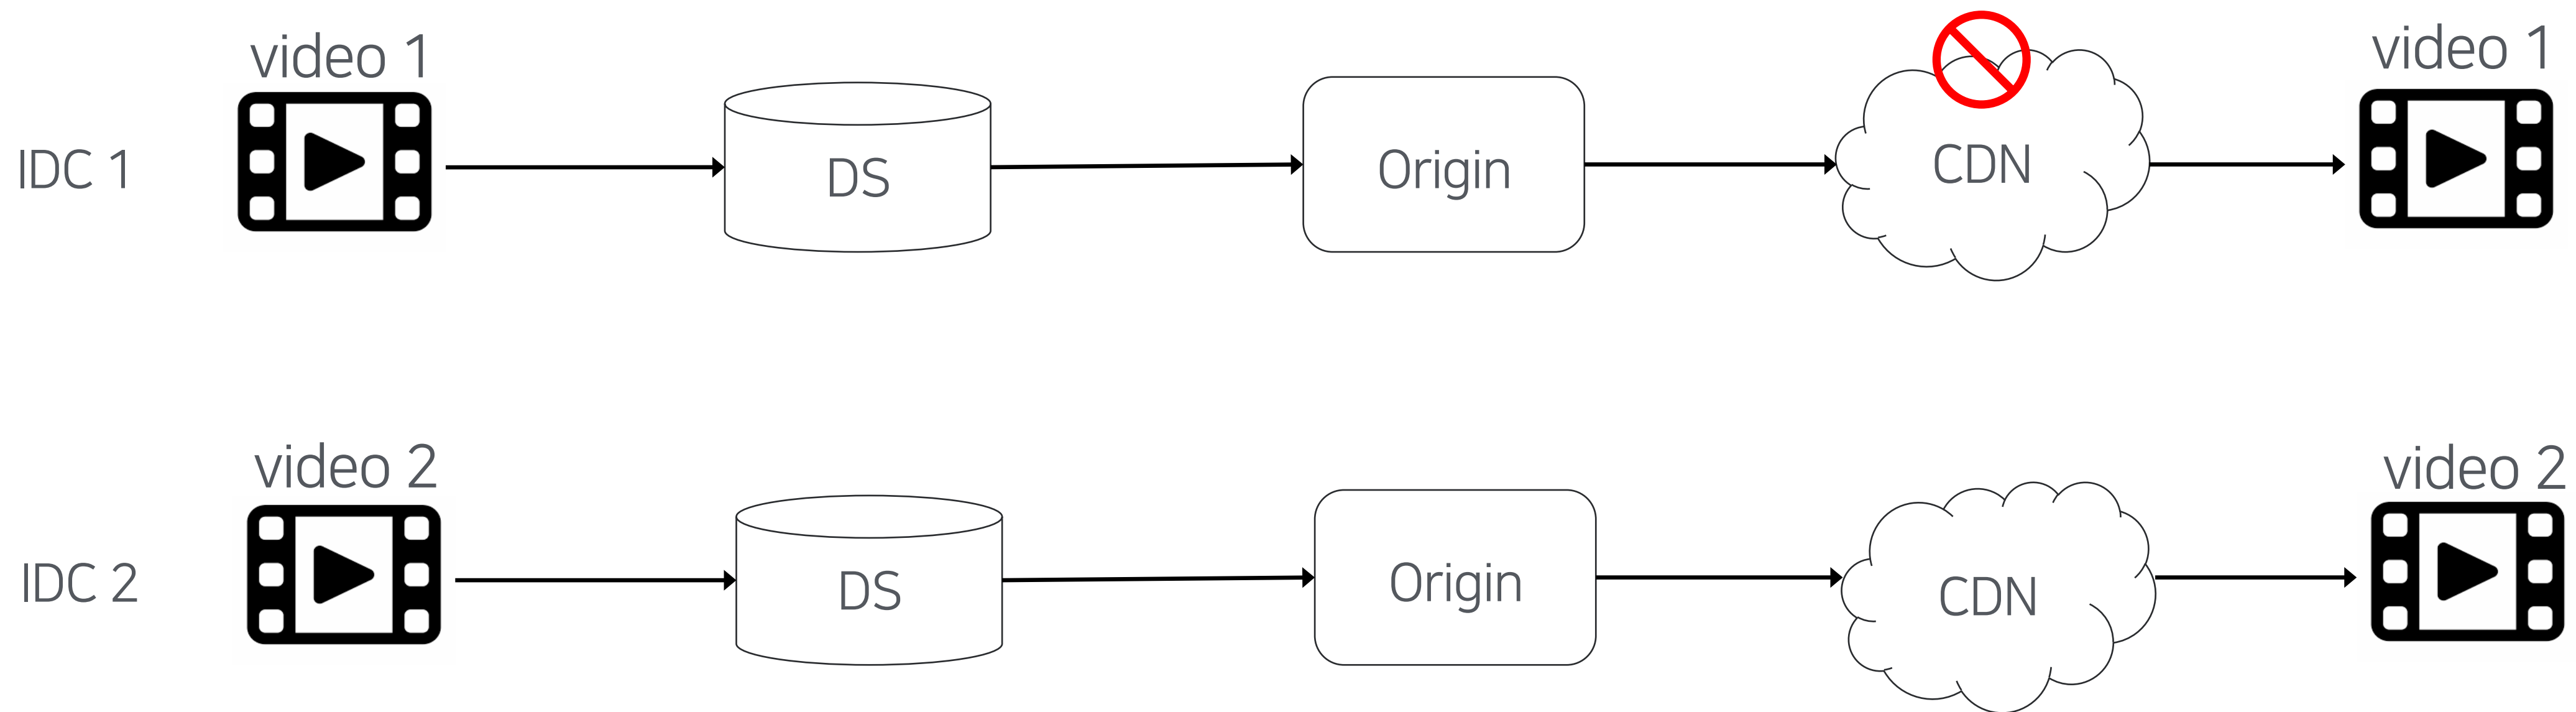 video 1
video 1
IDC 1
DS
Origin
CDN
video 2
video 2
IDC 2
DS
Origin
CDN